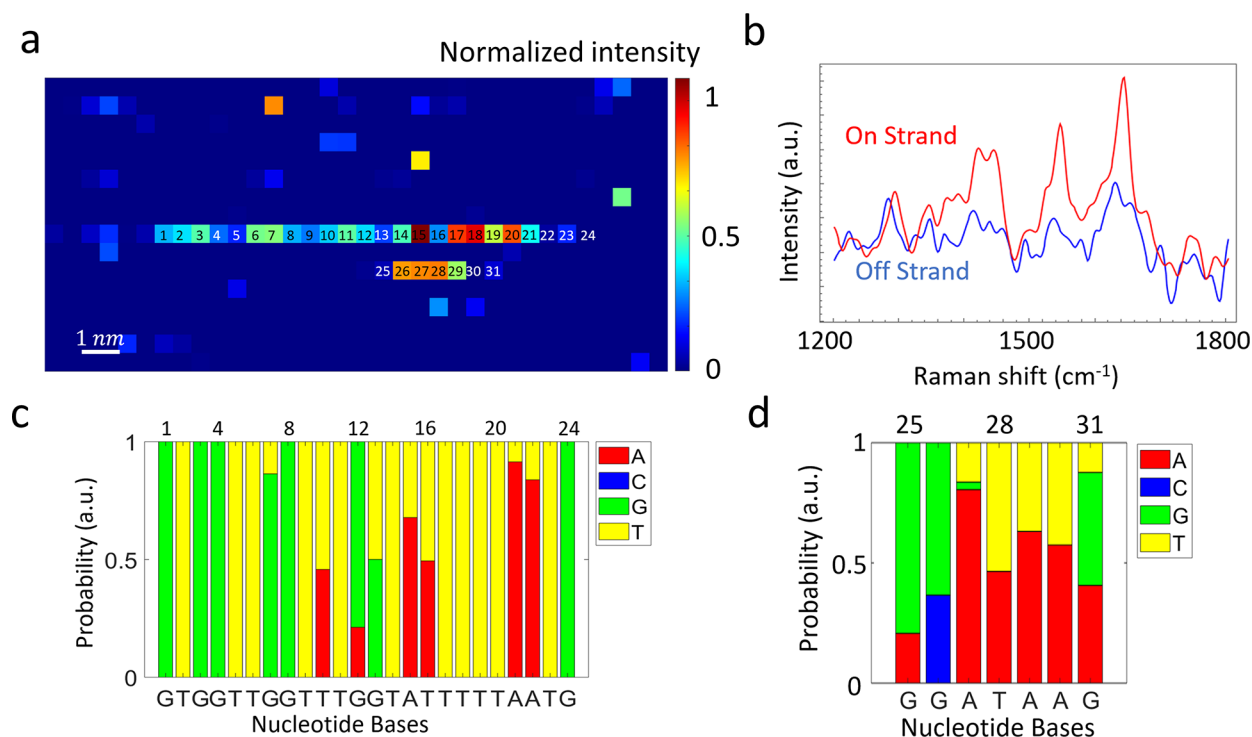 a
Normalized intensity
1
0.5
0
1 2 3 4 5 6 7 8 9 10 11 12 13 14 15 16 17 18 19 20 21 22 23 24
25 26 27 28 29 30 31
1 nm
b
Intensity (a.u.)
On Strand
Off Strand
1200 1500 1800
Raman shift (cm-1)
c
1 4 8 12 16 20 24
Probability (a.u.)
1
0.5
0
A
C
G
T
GTGGTTGGTTTGGTATTTTTAATG
Nucleotide Bases
d
25 28 31
Probability (a.u.)
1
0.5
0
A
C
G
T
G G A T A A G
Nucleotide Bases